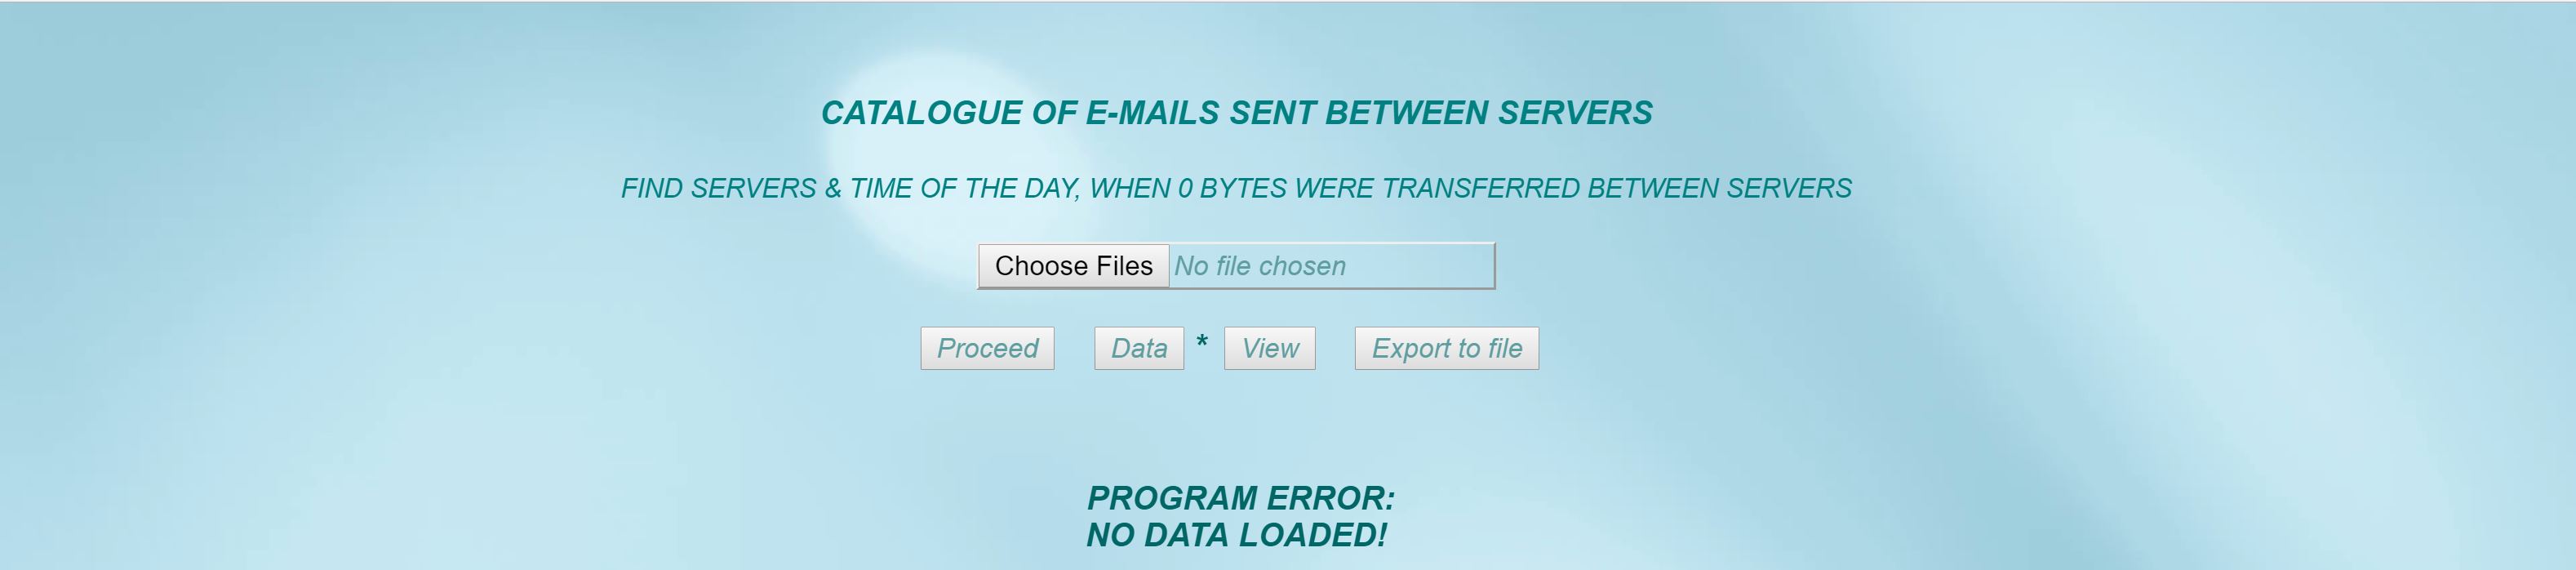 CATALOGUE OF E-MAILS SENT BETWEEN SERVERS
FIND SERVERS & TIME OF THE DAY, WHEN 0 BYTES WERE TRANSFERRED BETWEEN SERVERS
Choose Files No file chosen
Proceed Data * View Export to file
PROGRAM ERROR:
NO DATA LOADED!